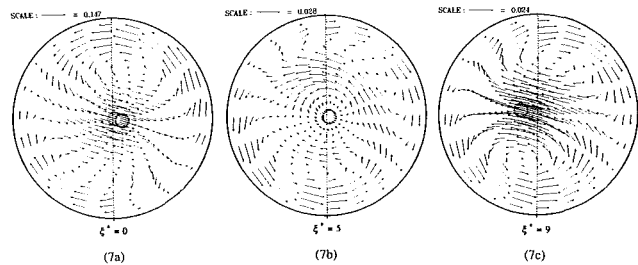 SCALE: = 0.147
SCALE: = 0.028
SCALE: = 0.024
ξ* = 0
ξ* = 5
ξ* = 9
(7a)
(7b)
(7c)